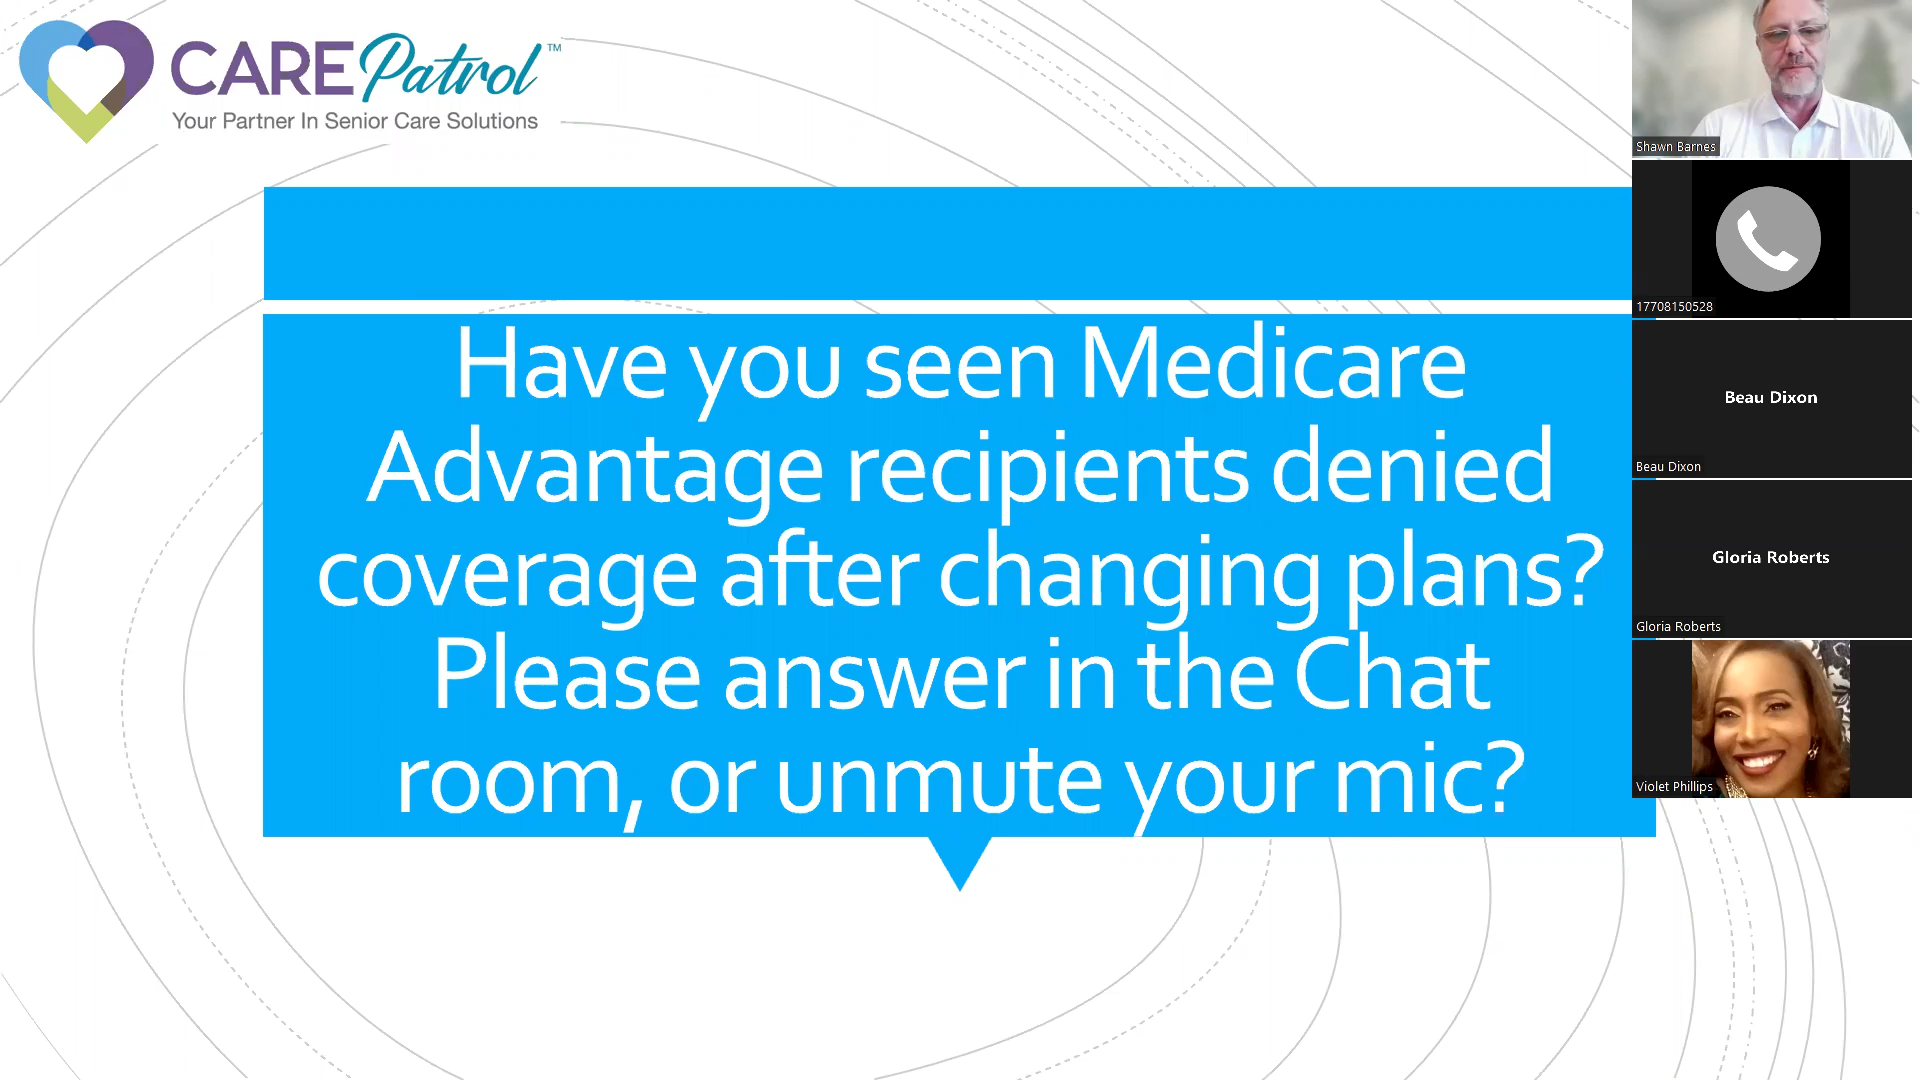 CAREPatrol™
Your Partner In Senior Care Solutions
Have you seen Medicare
Advantage recipients denied
coverage after changing plans?
Please answer in the Chat
room, or unmute your mic?
Shawn Barnes
17708150528
Beau Dixon
Beau Dixon
Gloria Roberts
Gloria Roberts
Violet Phillips